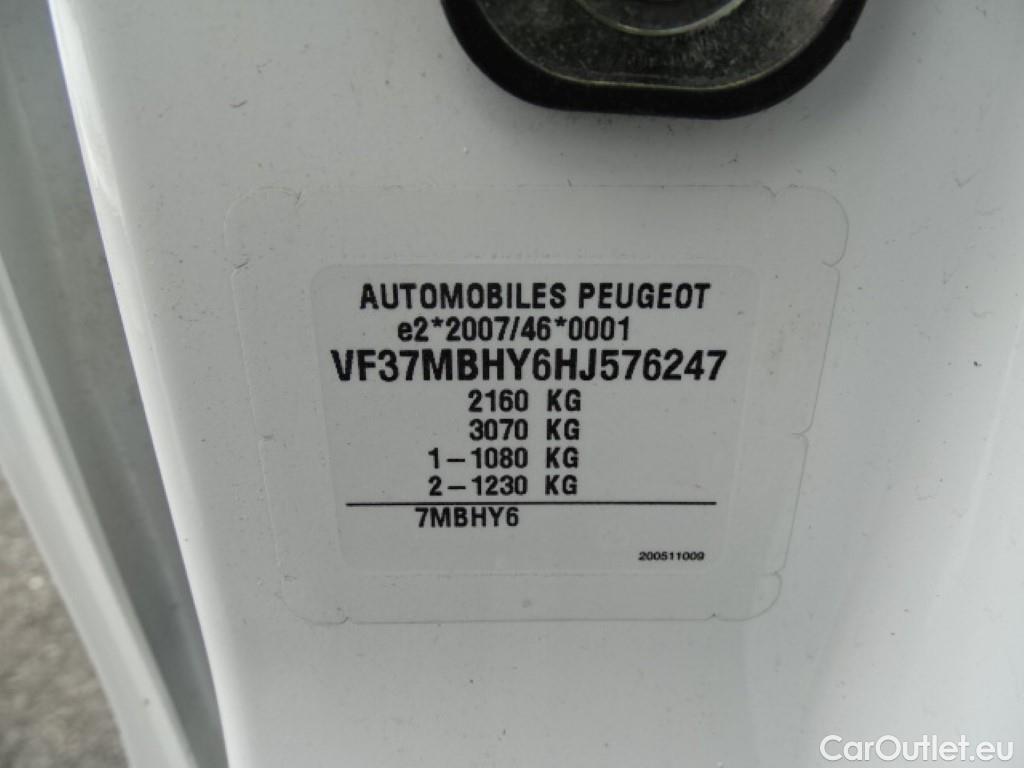 AUTOMOBILES PEUGEOT
e2*2007/46*0001
VF37MBHY6HJ576247
2160 KG
3070 KG
1-1080 KG
2-1230 KG
7MBHY6
200511009
CarOutlet.eu